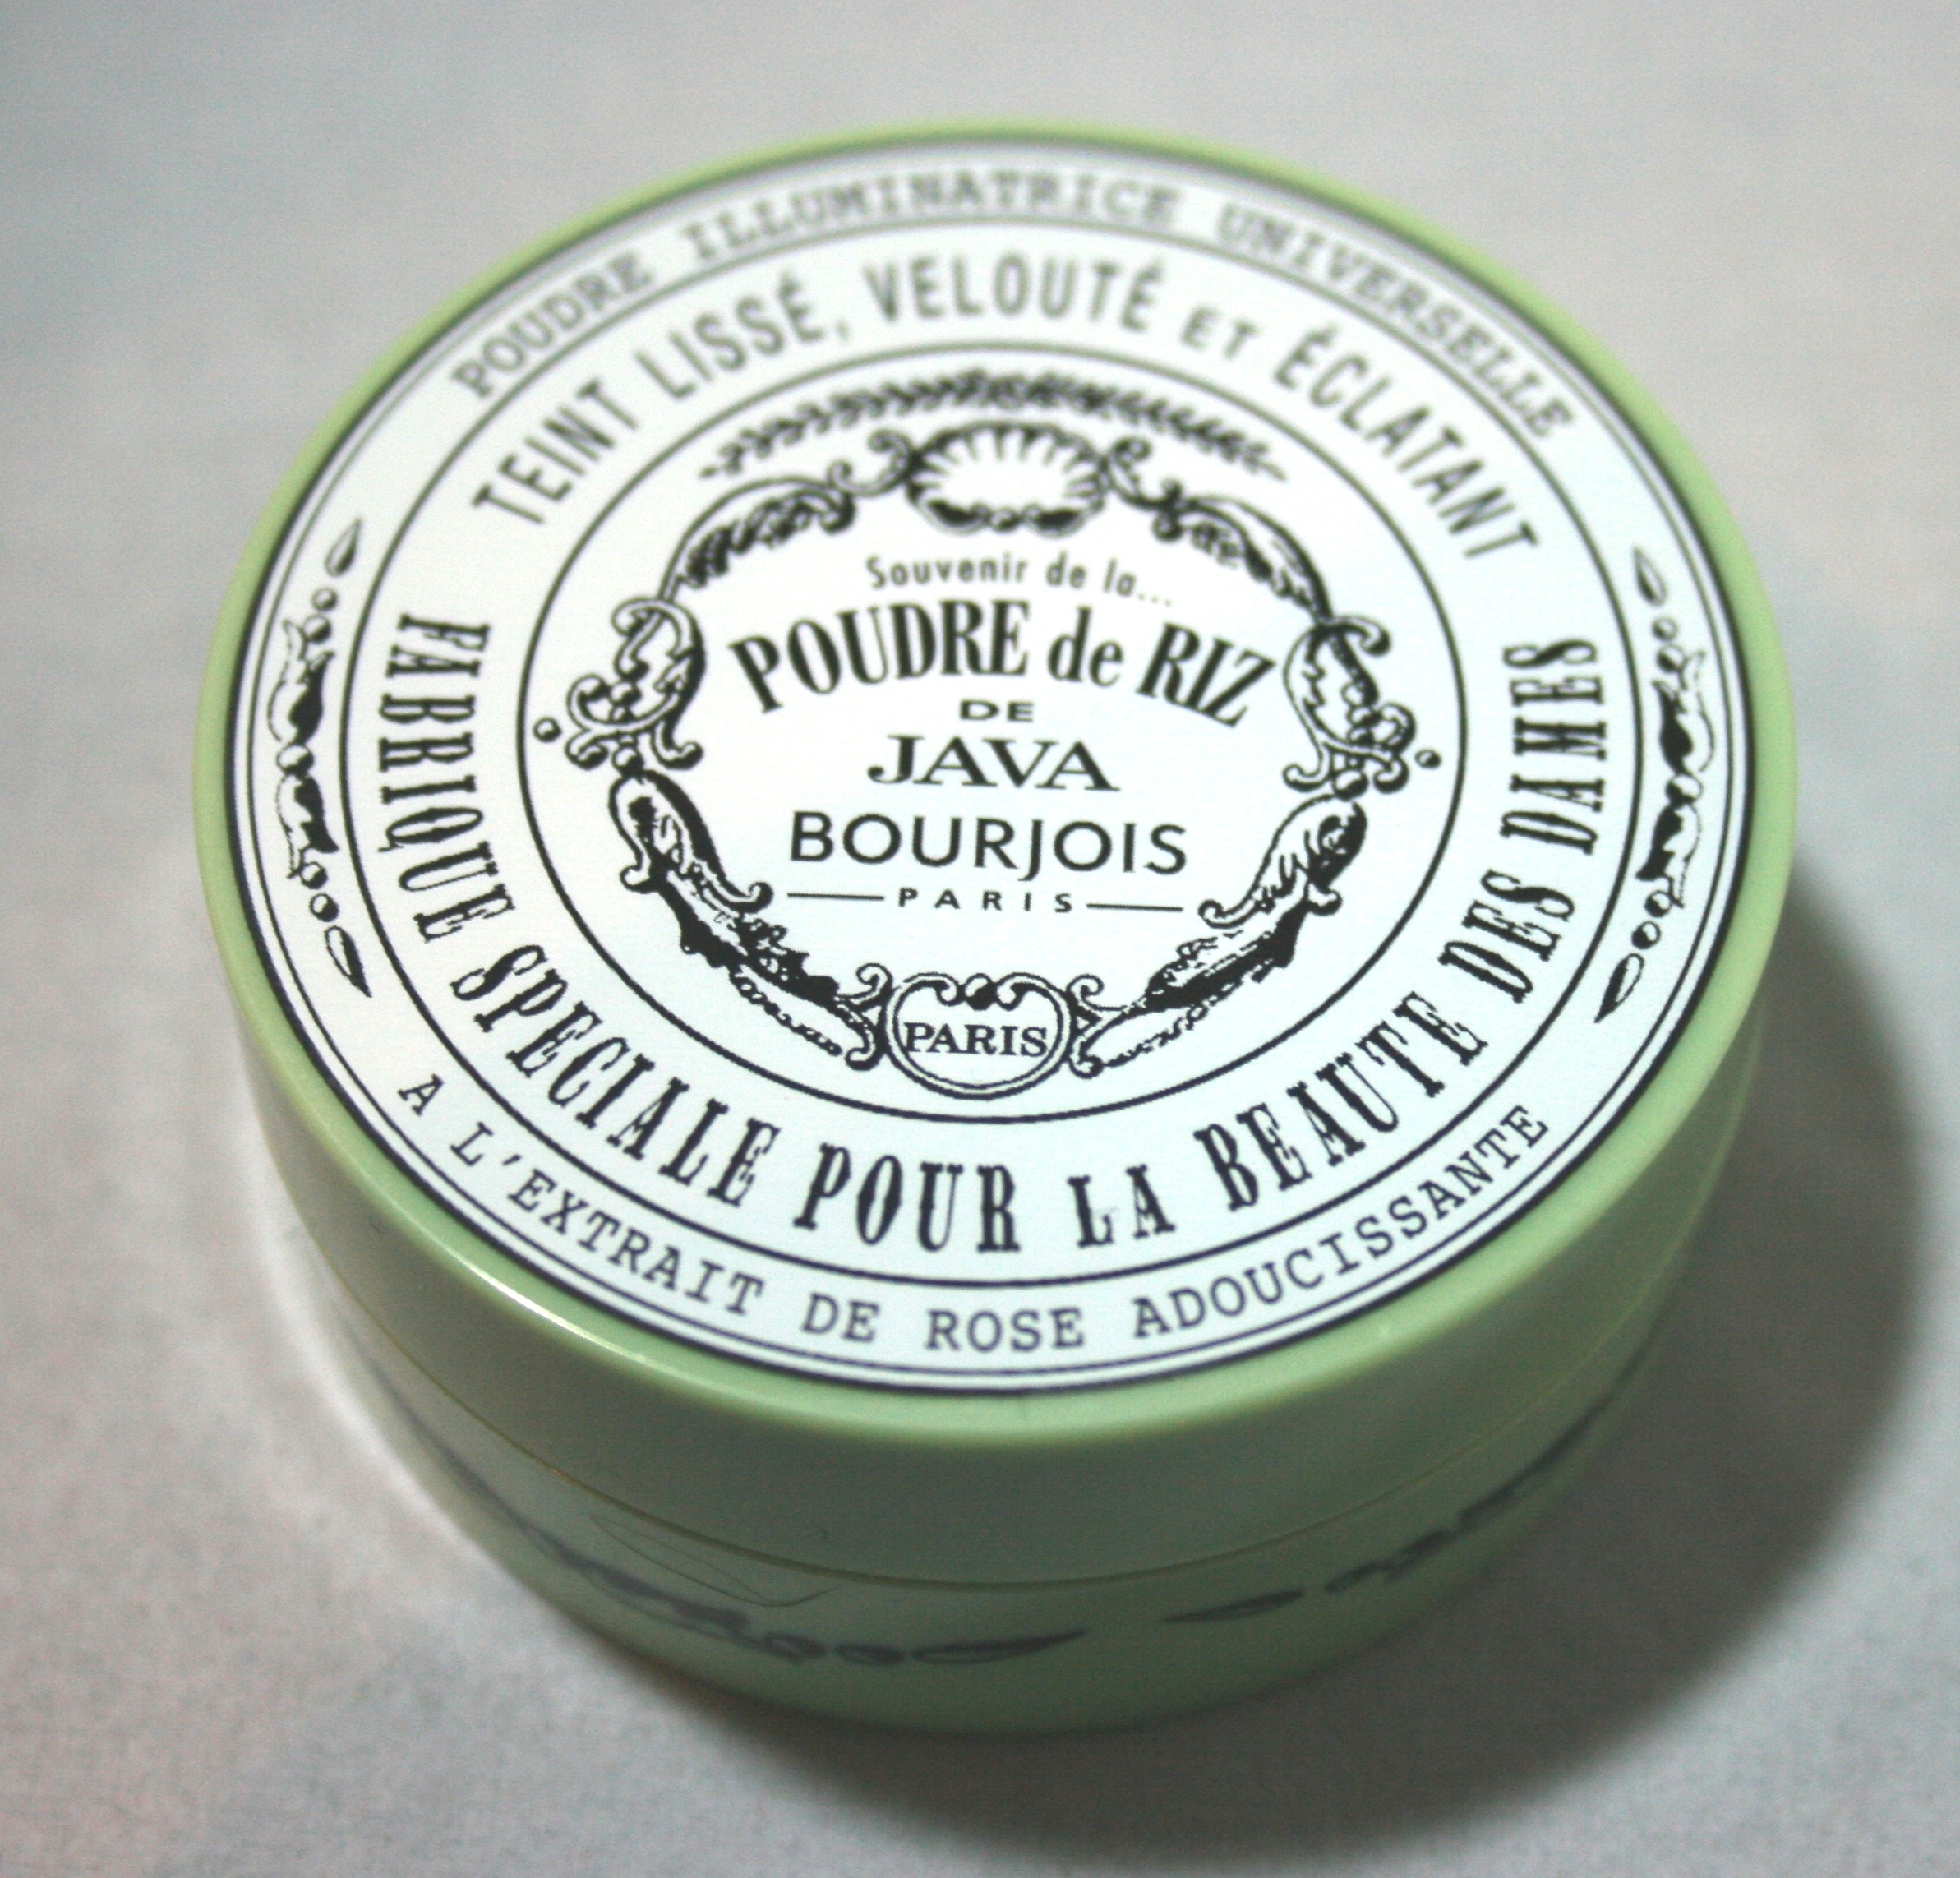 POUDRE ILLUMINATRICE UNIVERSELLE
TEINT LISSÉ, VELOUTÉ ET ÉCLATANT
Souvenir de la...
POUDRE de RIZ
DE
JAVA
BOURJOIS
PARIS
PARIS
FABRIQUE SPECIALE POUR LA BEAUTE DES DAMES
A L'EXTRAIT DE ROSE ADOUCISSANTE